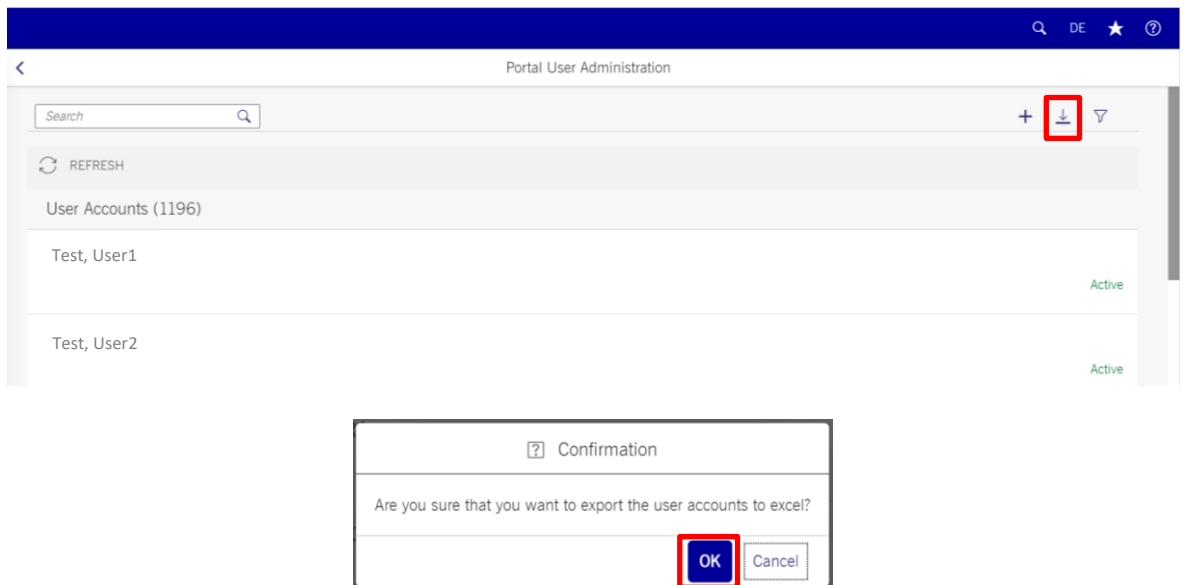 DE
Portal User Administration
Search
REFRESH
User Accounts (1196)
Test, User1
Active
Test, User2
Active
? Confirmation
Are you sure that you want to export the user accounts to excel?
OK Cancel